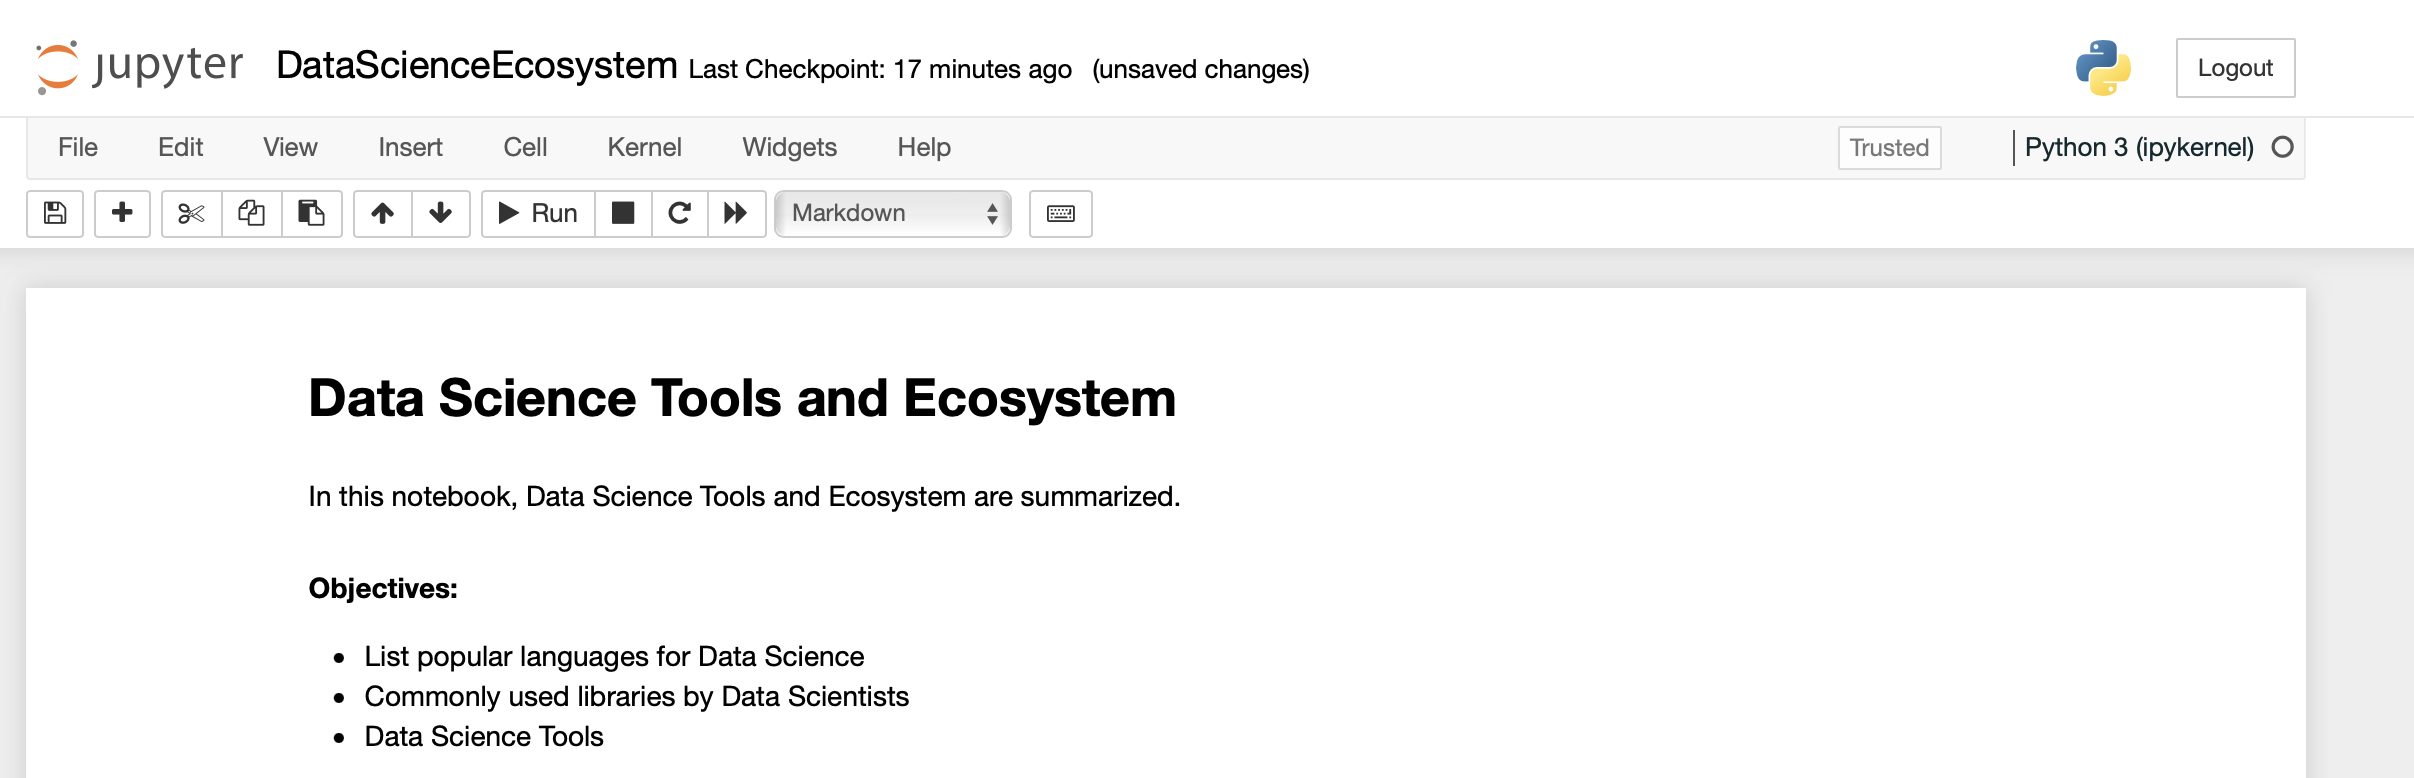 jupyter DataScienceEcosystem Last Checkpoint: 17 minutes ago (unsaved changes) Logout
File Edit View Insert Cell Kernel Widgets Help Trusted Python 3 (ipykernel)
Run Markdown
Data Science Tools and Ecosystem
In this notebook, Data Science Tools and Ecosystem are summarized.
Objectives:
• List popular languages for Data Science
• Commonly used libraries by Data Scientists
• Data Science Tools